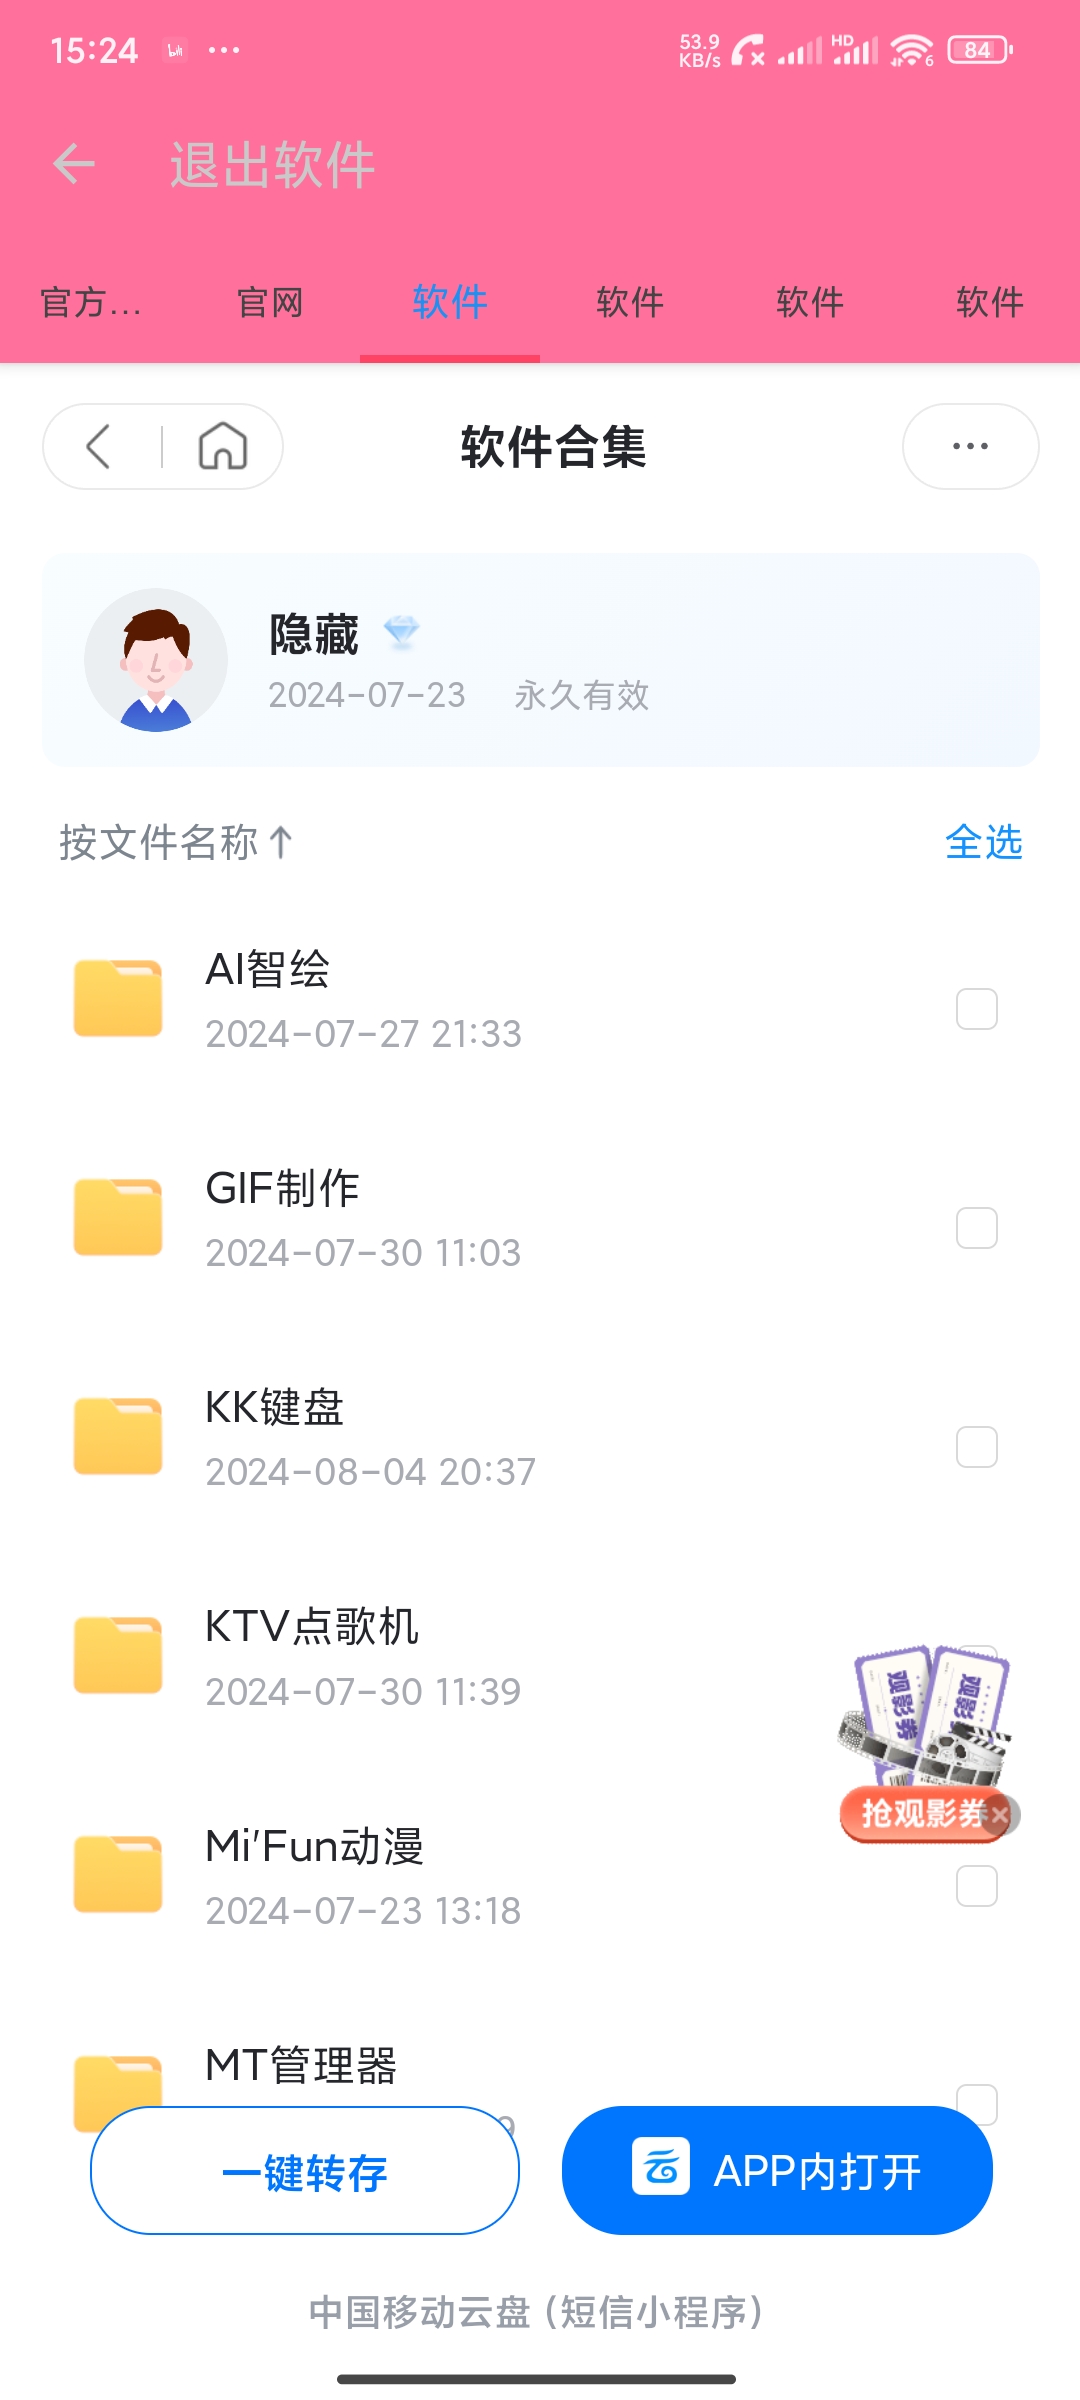 15:24
53.9 KB/s
HD
6
84
退出软件
官方... 官网 软件 软件 软件 软件
软件合集
隐藏
2024-07-23 永久有效
按文件名称↑ 全选
AI智绘
2024-07-27 21:33
GIF制作
2024-07-30 11:03
KK键盘
2024-08-04 20:37
KTV点歌机
2024-07-30 11:39
观影券 观影
抢观影券
Mi'Fun动漫
2024-07-23 13:18
MT管理器
9
一键转存 APP内打开
中国移动云盘 (短信小程序)